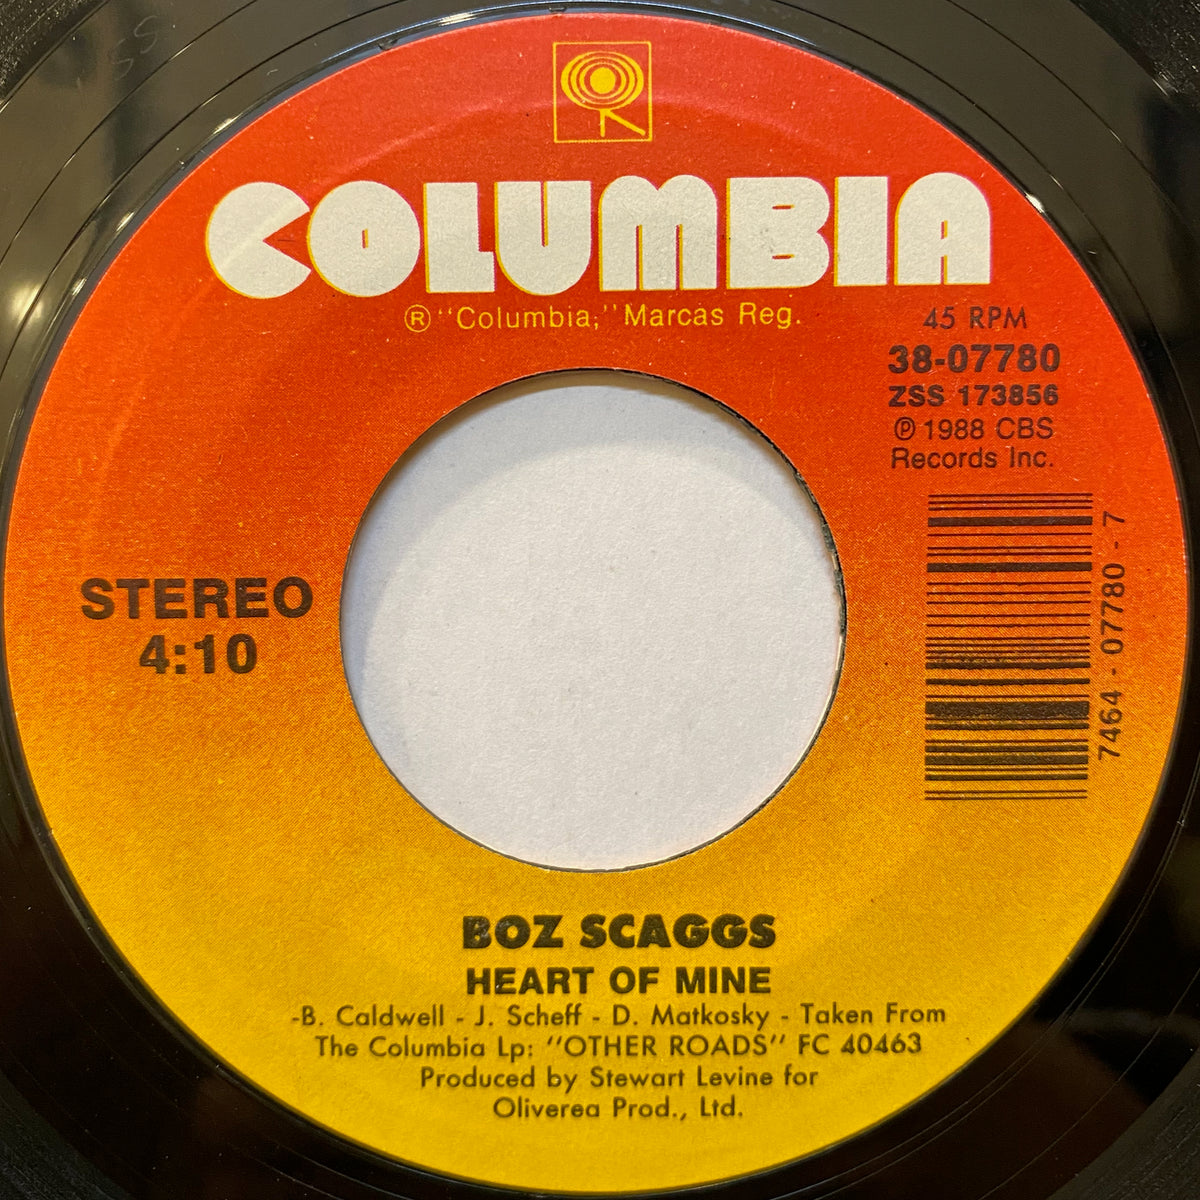 COLUMBIA
® "Columbia," Marcas Reg.
45 RPM
38-07780
ZSS 173856
℗ 1988 CBS
Records Inc.
7464 - 07780 - 7
STEREO
4:10
BOZ SCAGGS
HEART OF MINE
-B. Caldwell - J. Scheff - D. Matkosky - Taken From
The Columbia Lp: "OTHER ROADS" FC 40463
Produced by Stewart Levine for
Oliverea Prod., Ltd.